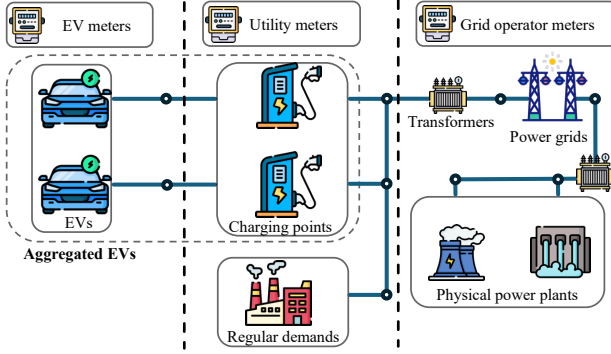 EV meters
Utility meters
Grid operator meters
Transformers
Power grids
EVs
Charging points
Aggregated EVs
Physical power plants
Regular demands